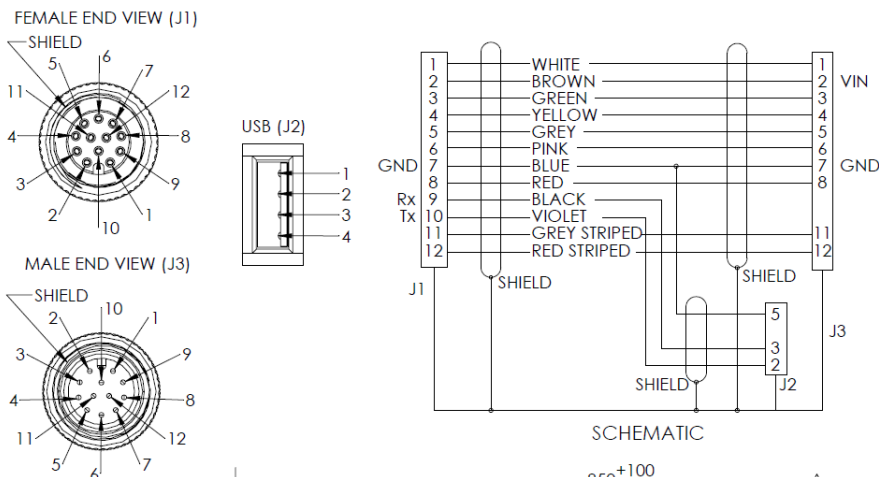 FEMALE END VIEW (J1)
SHIELD
5
6
7
11
12
4
8
3
9
2
1
10
USB (J2)
1
2
3
4
MALE END VIEW (J3)
SHIELD
10
2
1
3
9
4
8
11
12
5
7
6
1 WHITE 1
2 BROWN 2 VIN
3 GREEN 3
4 YELLOW 4
5 GREY 5
6 PINK 6
GND 7 BLUE 7 GND
8 RED 8
Rx 9 BLACK
Tx 10 VIOLET
11 GREY STRIPED 11
12 RED STRIPED 12
J1
SHIELD
SHIELD
J3
5
3
2
SHIELD
J2
SCHEMATIC
+100